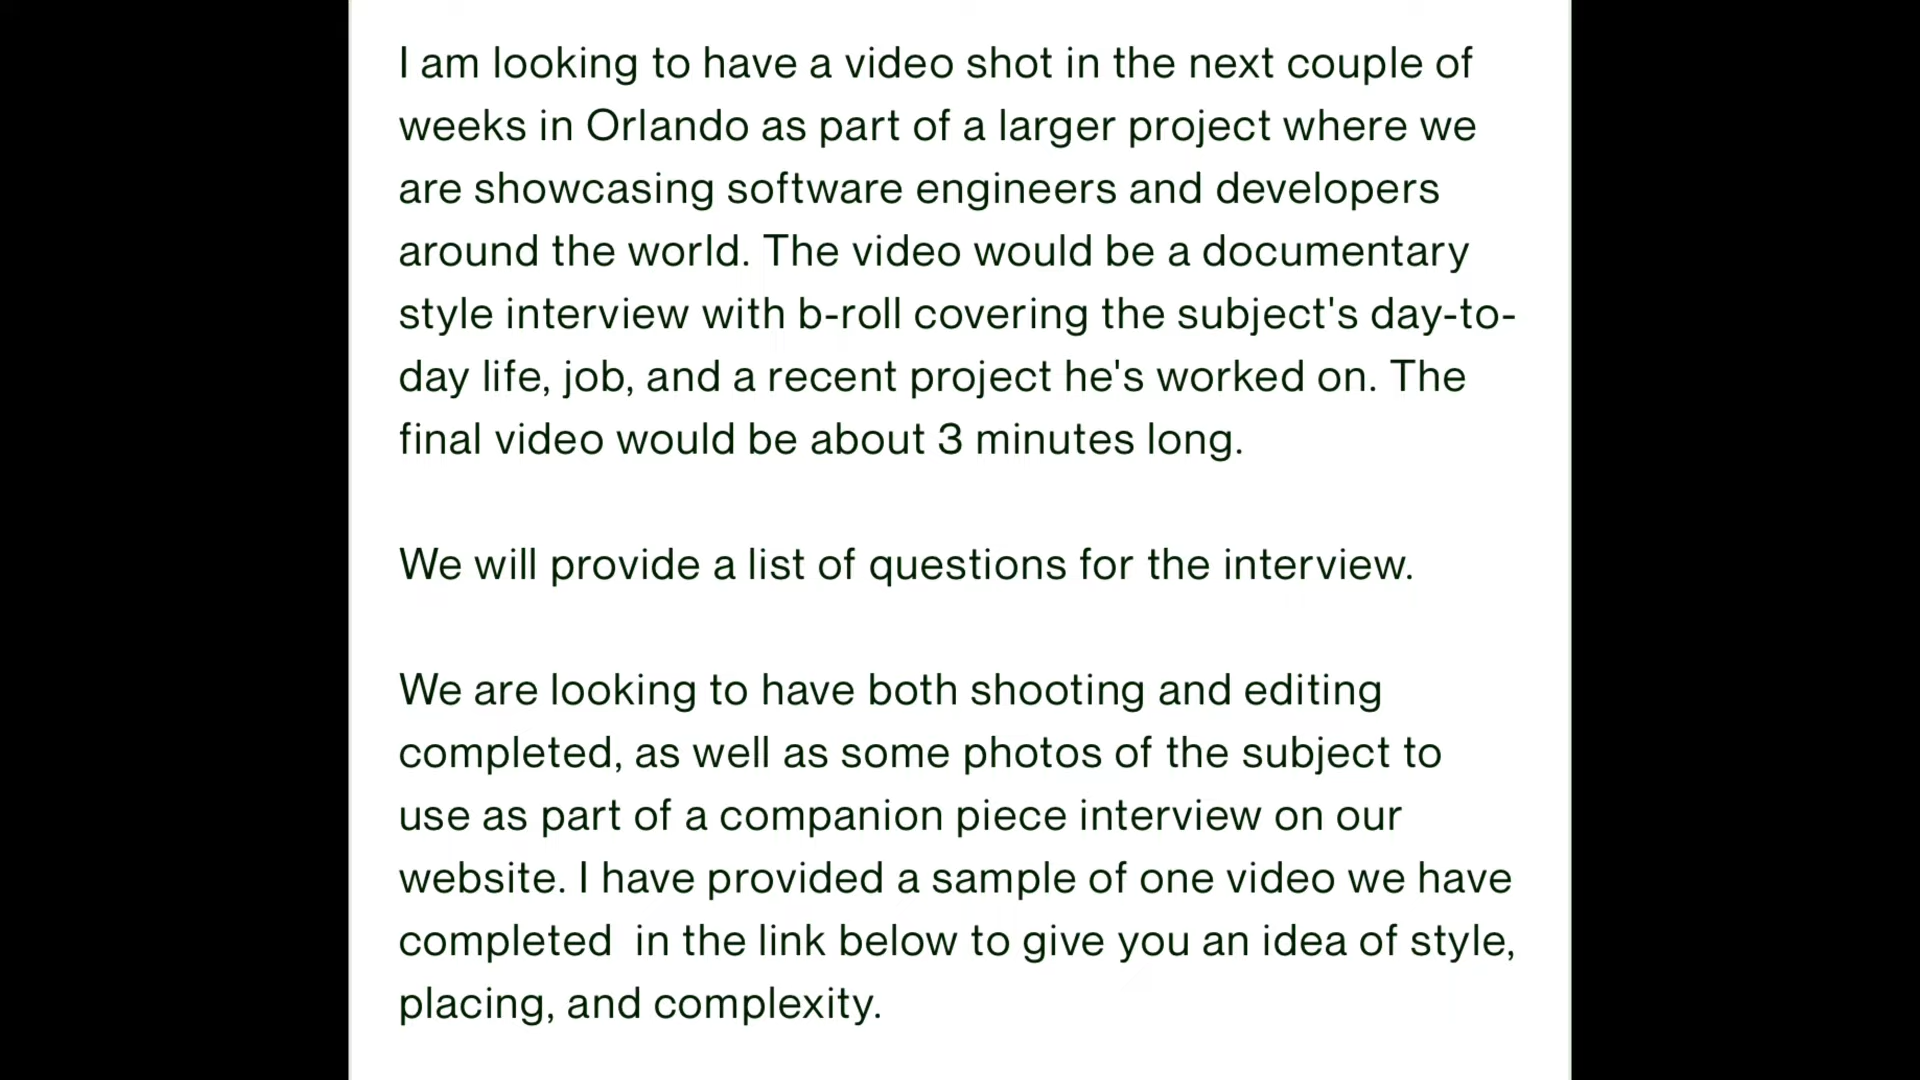 I am looking to have a video shot in the next couple of
weeks in Orlando as part of a larger project where we
are showcasing software engineers and developers
around the world. The video would be a documentary
style interview with b-roll covering the subject's day-to-
day life, job, and a recent project he's worked on. The
final video would be about 3 minutes long.
We will provide a list of questions for the interview.
We are looking to have both shooting and editing
completed, as well as some photos of the subject to
use as part of a companion piece interview on our
website. I have provided a sample of one video we have
completed  in the link below to give you an idea of style,
placing, and complexity.